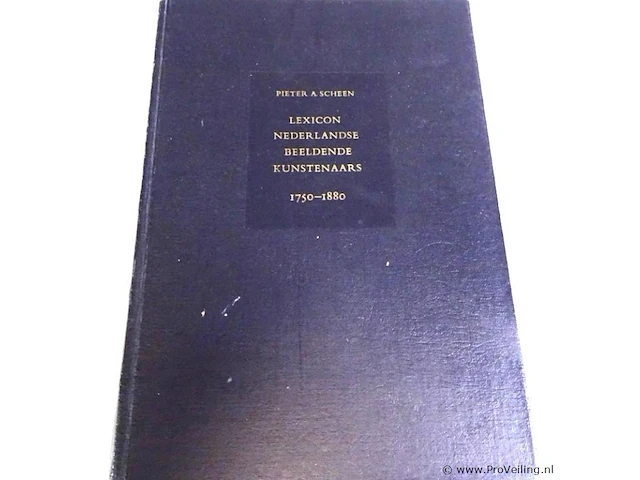 PIETER A. SCHEEN
LEXICON
NEDERLANDSE
BEELDENDE
KUNSTENAARS
1750–1880
© www.ProVeiling.nl